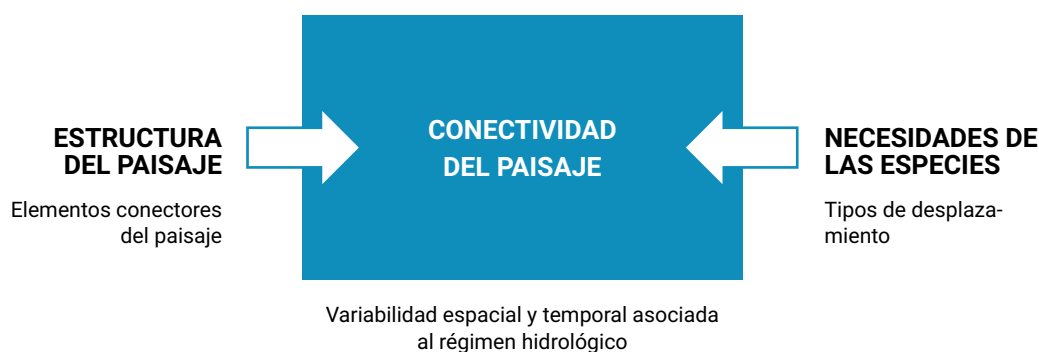 ESTRUCTURA
DEL PAISAJE
Elementos conectores
del paisaje
CONECTIVIDAD
DEL PAISAJE
NECESIDADES DE
LAS ESPECIES
Tipos de desplaza-
miento
Variabilidad espacial y temporal asociada
al régimen hidrológico